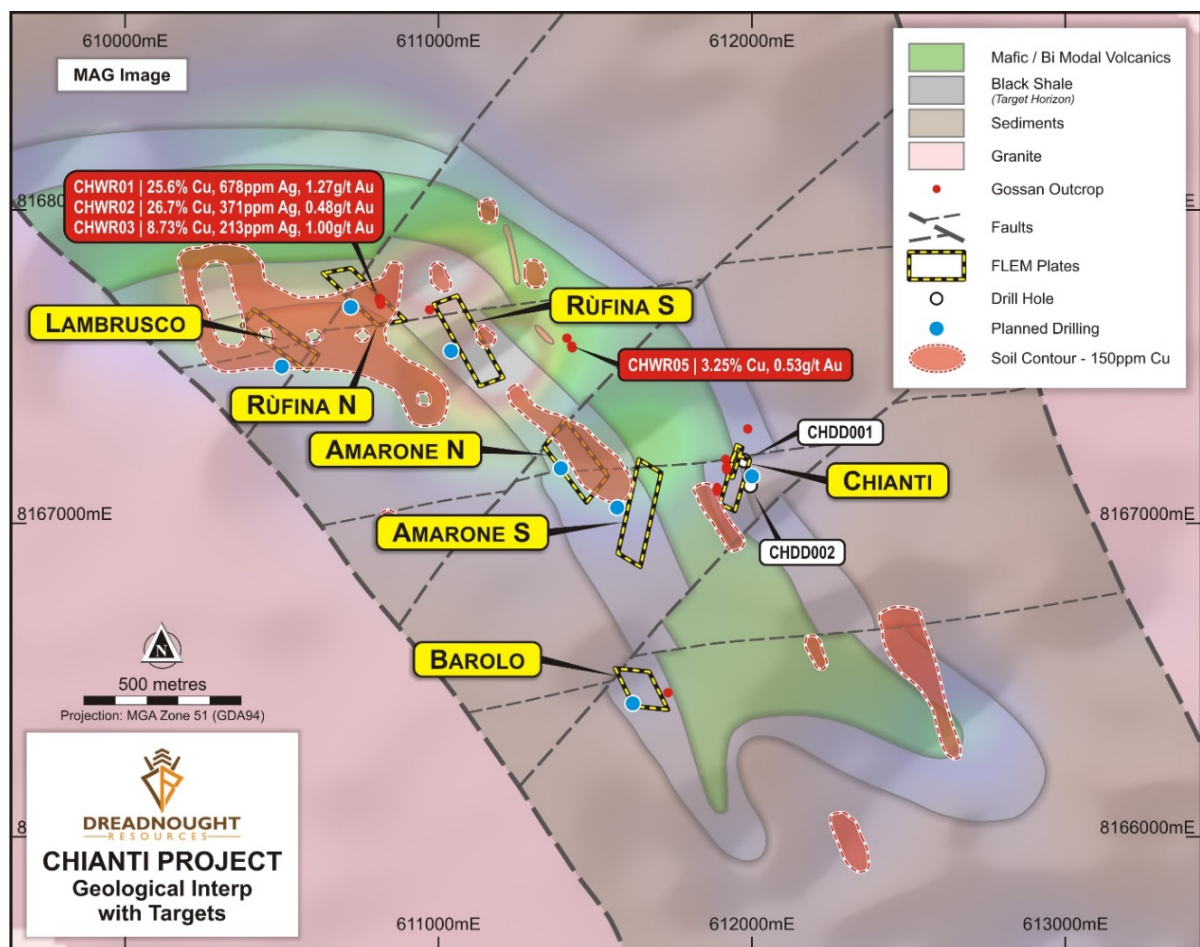 610000mE
611000mE
612000mE
MAG Image
Mafic / Bi Modal Volcanics
Black Shale
(Target Horizon)
Sediments
Granite
Gossan Outcrop
Faults
FLEM Plates
Drill Hole
Planned Drilling
Soil Contour - 150ppm Cu
CHWR01 | 25.6% Cu, 678ppm Ag, 1.27g/t Au
CHWR02 | 26.7% Cu, 371ppm Ag, 0.48g/t Au
CHWR03 | 8.73% Cu, 213ppm Ag, 1.00g/t Au
LAMBRUSCO
RÙFINA S
CHWR05 | 3.25% Cu, 0.53g/t Au
RÙFINA N
CHDD001
AMARONE N
CHIANTI
8167000mE
8167000mE
AMARONE S
CHDD002
BAROLO
N
500 metres
Projection: MGA Zone 51 (GDA94)
DREADNOUGHT
RESOURCES
CHIANTI PROJECT
Geological Interp
with Targets
8166000mE
611000mE
612000mE
613000mE